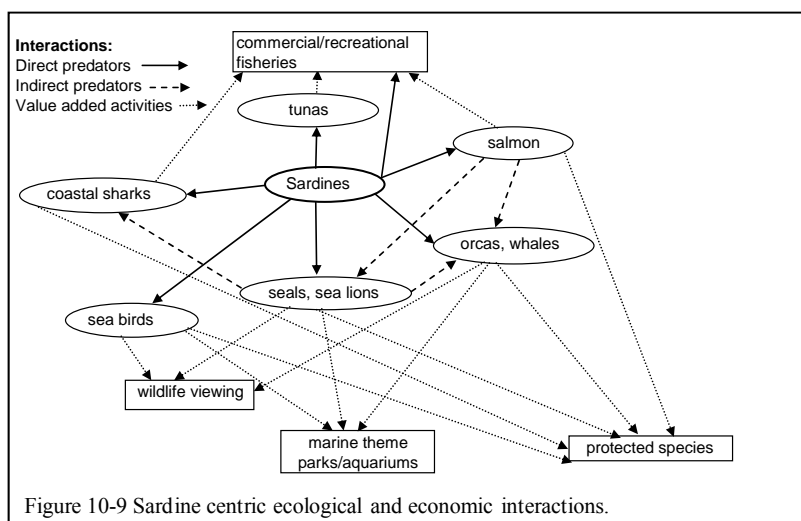 Interactions:
Direct predators
Indirect predators
Value added activities
commercial/recreational
fisheries
tunas
salmon
coastal sharks
Sardines
orcas, whales
seals, sea lions
sea birds
wildlife viewing
marine theme
parks/aquariums
protected species
Figure 10-9 Sardine centric ecological and economic interactions.